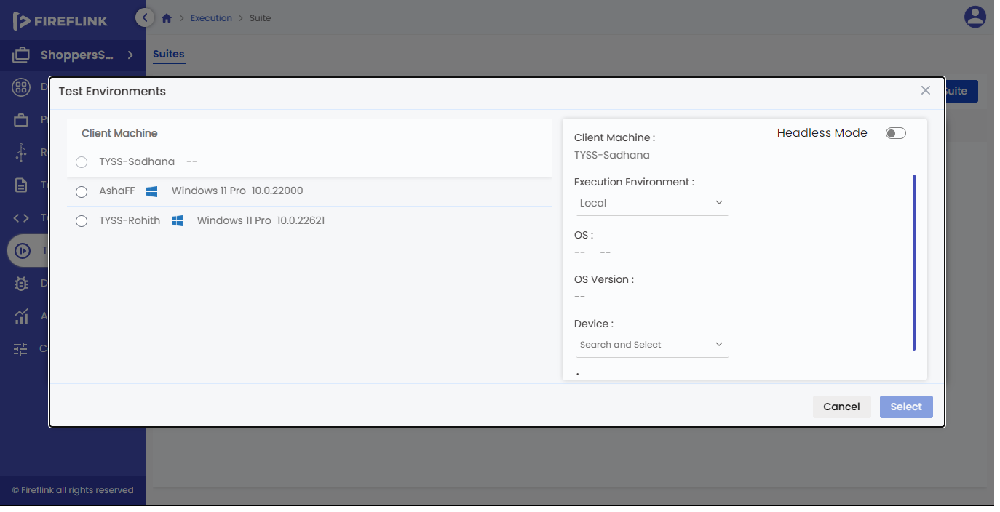 FIREFLINK
Execution
Suite
ShoppersS...
Suites
Test Environments
Suite
Client Machine
TYSS-Sadhana --
AshaFF Windows 11 Pro 10.0.22000
TYSS-Rohith Windows 11 Pro 10.0.22621
Headless Mode
Client Machine :
TYSS-Sadhana
Execution Environment :
Local
OS :
-- --
OS Version :
--
Device :
Search and Select
Cancel
Select
© Fireflink all rights reserved